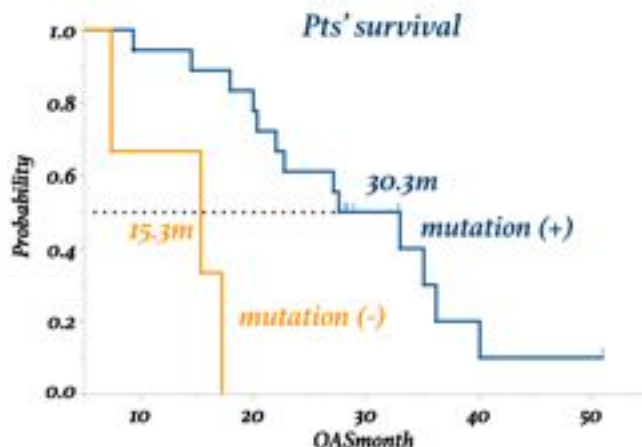 Pts' survival
1.0
0.8
0.6
0.4
0.2
0.0
Probability
30.3m
15.3m
mutation (+)
mutation (-)
10 20 30 40 50
OASmonth